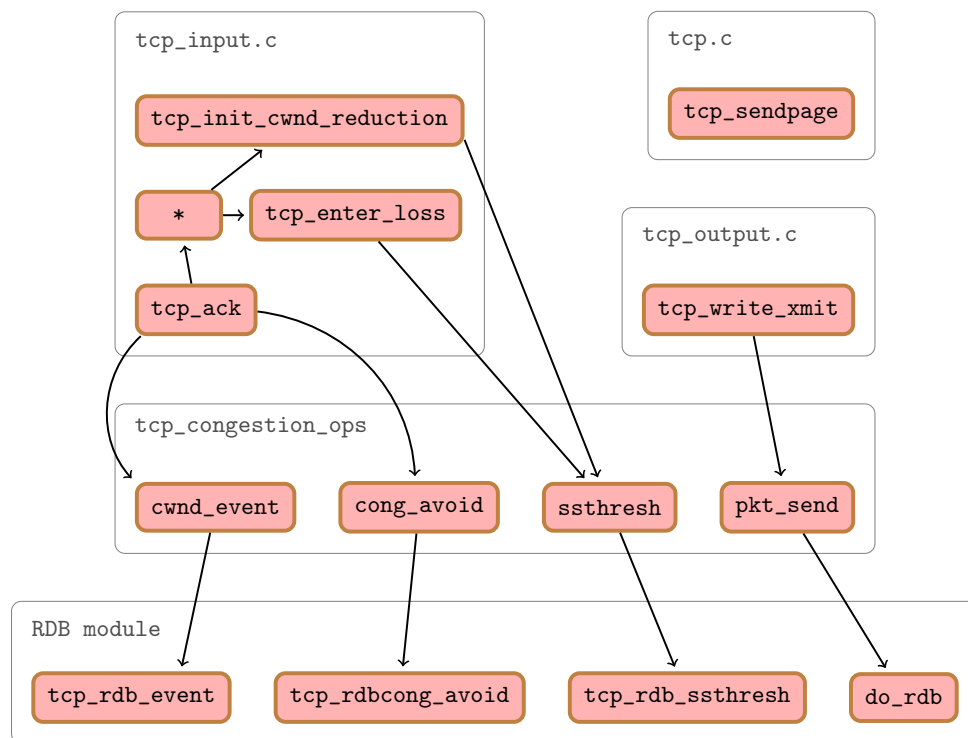 tcp_input.c
tcp.c
tcp_init_cwnd_reduction
tcp_sendpage
*
tcp_enter_loss
tcp_output.c
tcp_ack
tcp_write_xmit
tcp_congestion_ops
cwnd_event
cong_avoid
ssthresh
pkt_send
RDB module
tcp_rdb_event
tcp_rdbcong_avoid
tcp_rdb_ssthresh
do_rdb